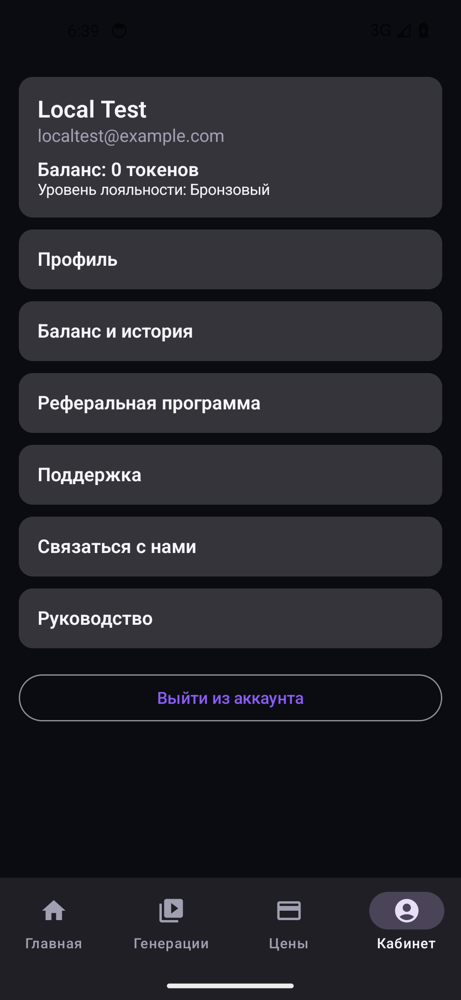 6:39
3G
Local Test
localtest@example.com
Баланс: 0 токенов
Уровень лояльности: Бронзовый
Профиль
Баланс и история
Реферальная программа
Поддержка
Связаться с нами
Руководство
Выйти из аккаунта
Главная
Генерации
Цены
Кабинет